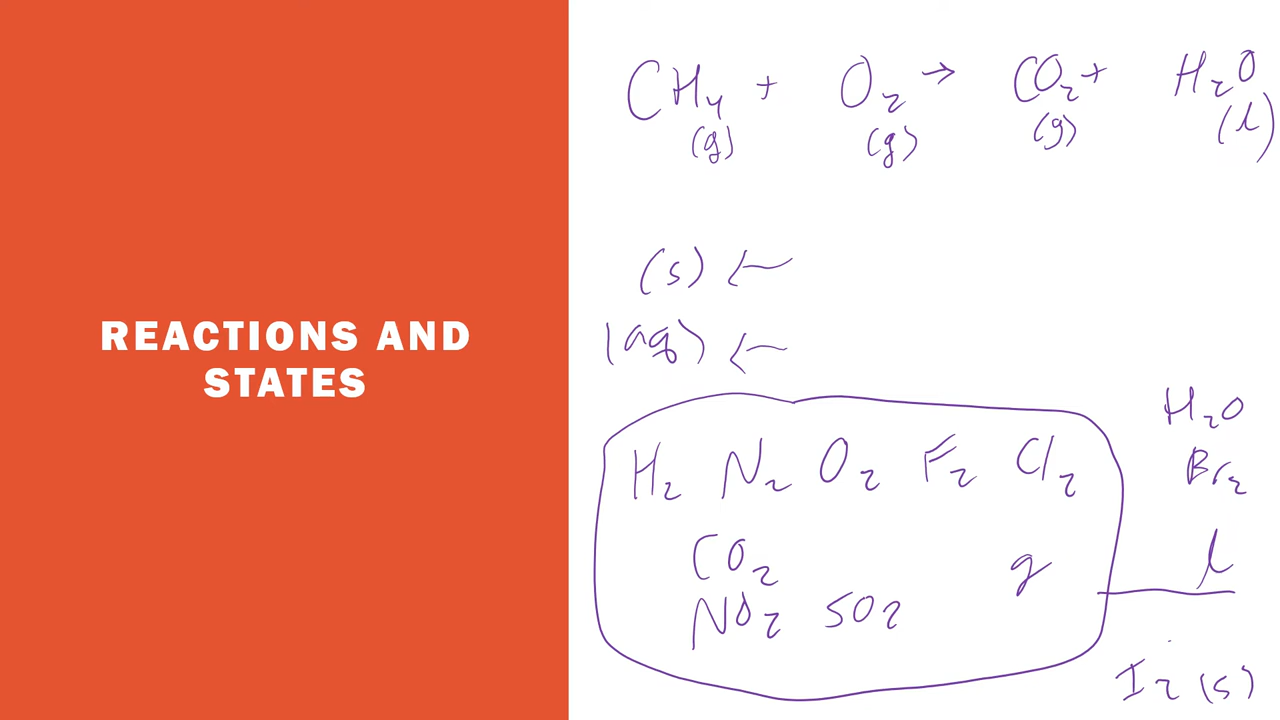 REACTIONS AND
STATES
CH₄ + O₂ → CO₂ + H₂O
(g) (g) (g) (l)
(s) ←
(aq) ←
H₂ N₂ O₂ F₂ Cl₂
CO₂ g
NO₂ SO₂
H₂O
Br₂
l
I₂ (s)